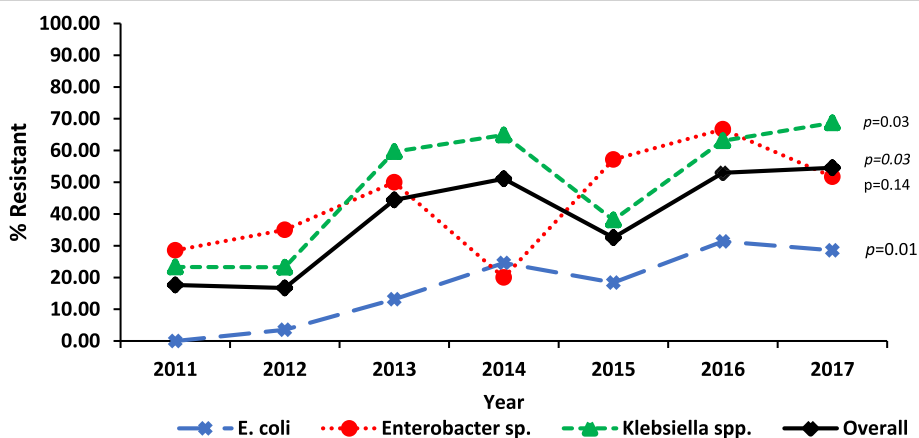 100.00
90.00
80.00
70.00
60.00
50.00
40.00
30.00
20.00
10.00
0.00
% Resistant
p=0.03
p=0.03
p=0.14
p=0.01
2011 2012 2013 2014 2015 2016 2017
Year
E. coli Enterobacter sp. Klebsiella spp. Overall